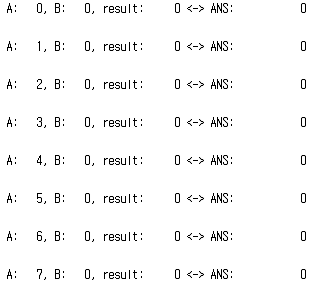 A:   0, B:   0, result:     0 <-> ANS:          0
A:   1, B:   0, result:     0 <-> ANS:          0
A:   2, B:   0, result:     0 <-> ANS:          0
A:   3, B:   0, result:     0 <-> ANS:          0
A:   4, B:   0, result:     0 <-> ANS:          0
A:   5, B:   0, result:     0 <-> ANS:          0
A:   6, B:   0, result:     0 <-> ANS:          0
A:   7, B:   0, result:     0 <-> ANS:          0